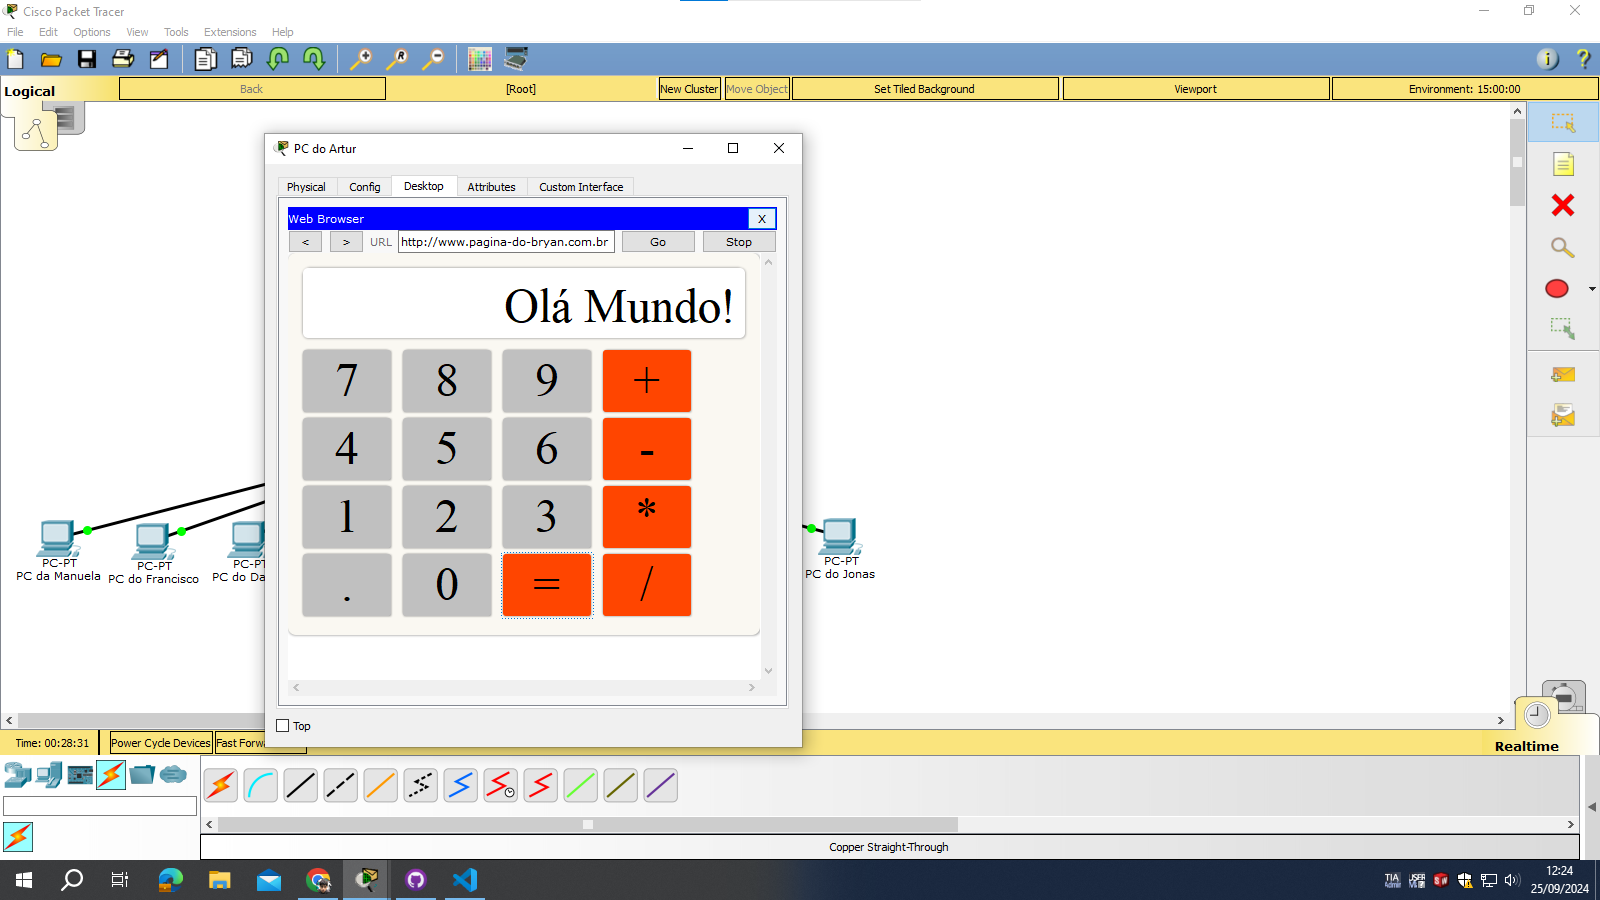 Cisco Packet Tracer
File Edit Options View Tools Extensions Help
Logical
Back
[Root]
New Cluster
Move Object
Set Tiled Background
Viewport
Environment: 15:00:00
PC do Artur
Physical
Config
Desktop
Attributes
Custom Interface
Web Browser
X
<
>
URL
http://www.pagina-do-bryan.com.br
Go
Stop
Olá Mundo!
7 8 9 +
4 5 6 -
1 2 3 *
. 0 = /
Top
PC-PT
PC da Manuela
PC-PT
PC do Francisco
PC-PT
PC do Da
PC-PT
PC do Jonas
Time: 00:28:31
Power Cycle Devices
Fast Forw
Realtime
Copper Straight-Through
12:24
25/09/2024